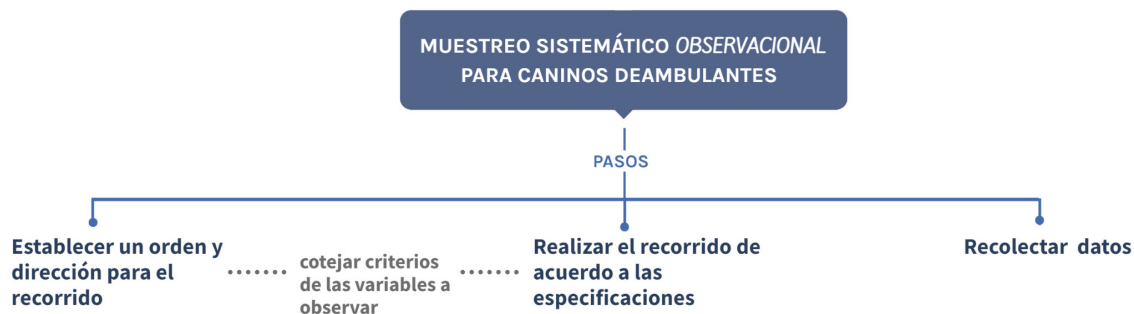 MUESTREO SISTEMÁTICO OBSERVACIONAL
PARA CANINOS DEAMBULANTES
PASOS
Establecer un orden y
dirección para el
recorrido
cotejar criterios
de las variables a
observar
Realizar el recorrido de
acuerdo a las
especificaciones
Recolectar datos